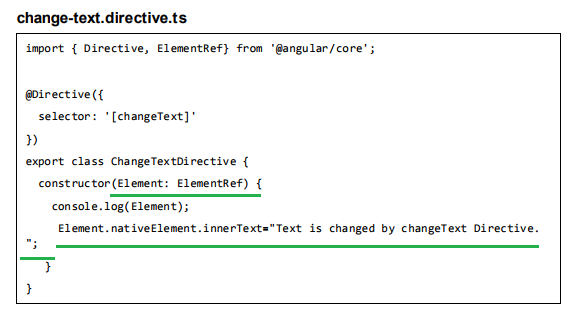 change-text.directive.ts
import { Directive, ElementRef} from '@angular/core';
@Directive({
selector: '[changeText]'
})
export class ChangeTextDirective {
constructor(Element: ElementRef) {
console.log(Element);
Element.nativeElement.innerText="Text is changed by changeText Directive.
";
}
}